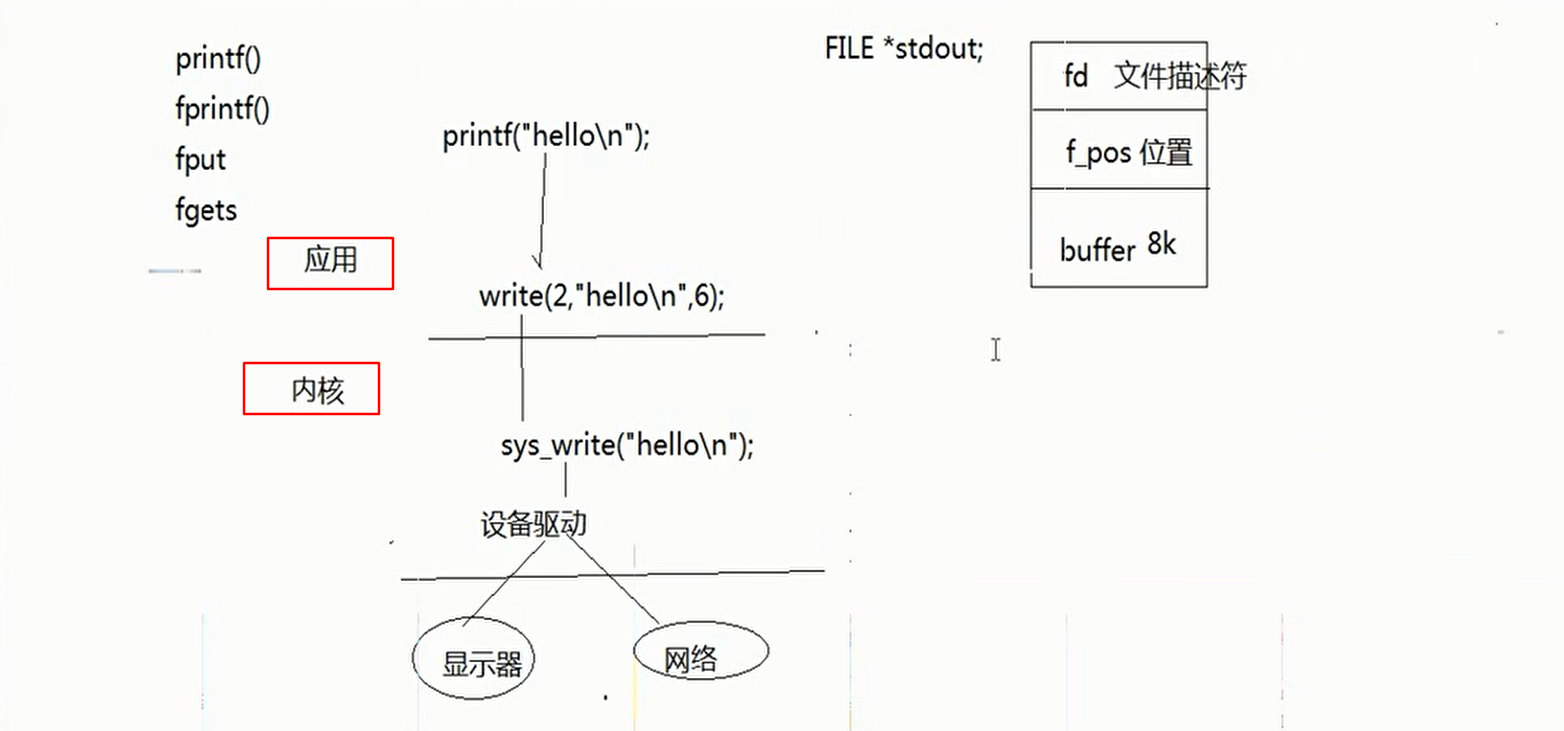 printf()
fprintf()
fput
fgets
应用
内核
printf("hello\n");
write(2,"hello\n",6);
sys_write("hello\n");
设备驱动
显示器
网络
FILE *stdout;
fd 文件描述符
f_pos 位置
buffer 8k